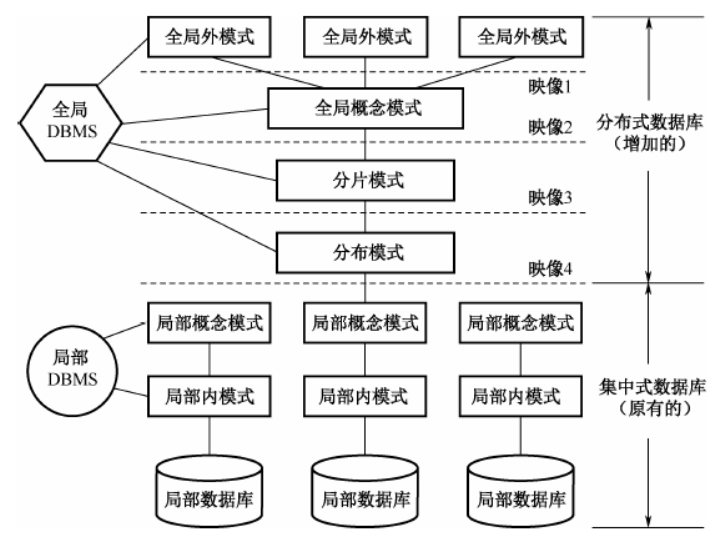 全局外模式
全局外模式
全局外模式
映像1
全局
DBMS
全局概念模式
映像2
分布式数据库
（增加的）
分片模式
映像3
分布模式
映像4
局部概念模式
局部概念模式
局部概念模式
局部
DBMS
局部内模式
局部内模式
局部内模式
集中式数据库
（原有的）
局部数据库
局部数据库
局部数据库